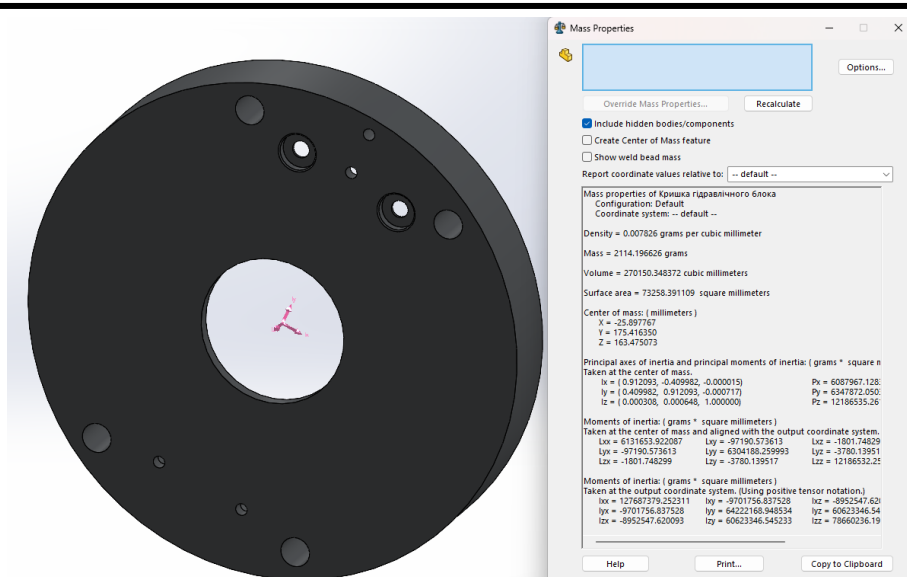 Mass Properties
Options...
Override Mass Properties...
Recalculate
Include hidden bodies/components
Create Center of Mass feature
Show weld bead mass
Report coordinate values relative to: -- default --
Mass properties of Кришка гідравлічного блока
Configuration: Default
Coordinate system: -- default --
Density = 0.007826 grams per cubic millimeter
Mass = 2114.196626 grams
Volume = 270150.348372 cubic millimeters
Surface area = 73258.391109 square millimeters
Center of mass: ( millimeters )
X = -25.897767
Y = 175.416350
Z = 163.475073
Principal axes of inertia and principal moments of inertia: ( grams * square m
Taken at the center of mass.
Ix = ( 0.912093, -0.409982, -0.000015) Px = 6087967.128
Iy = ( 0.409982, 0.912093, -0.000717) Py = 6347872.050
Iz = ( 0.000308, 0.000648, 1.000000) Pz = 12186535.26
Moments of inertia: ( grams * square millimeters )
Taken at the center of mass and aligned with the output coordinate system.
Lxx = 6131653.922087 Lxy = -97190.573613 Lxz = -1801.74829
Lyx = -97190.573613 Lyy = 6304188.259993 Lyz = -3780.13951
Lzx = -1801.748299 Lzy = -3780.139517 Lzz = 12186532.25
Moments of inertia: ( grams * square millimeters )
Taken at the output coordinate system. (Using positive tensor notation.)
Ixx = 127687379.252311 Ixy = -9701756.837528 Ixz = -8952547.62
Iyx = -9701756.837528 Iyy = 64222168.948534 Iyz = 60623346.54
Izx = -8952547.620093 Izy = 60623346.545233 Izz = 78660236.19
Help
Print...
Copy to Clipboard